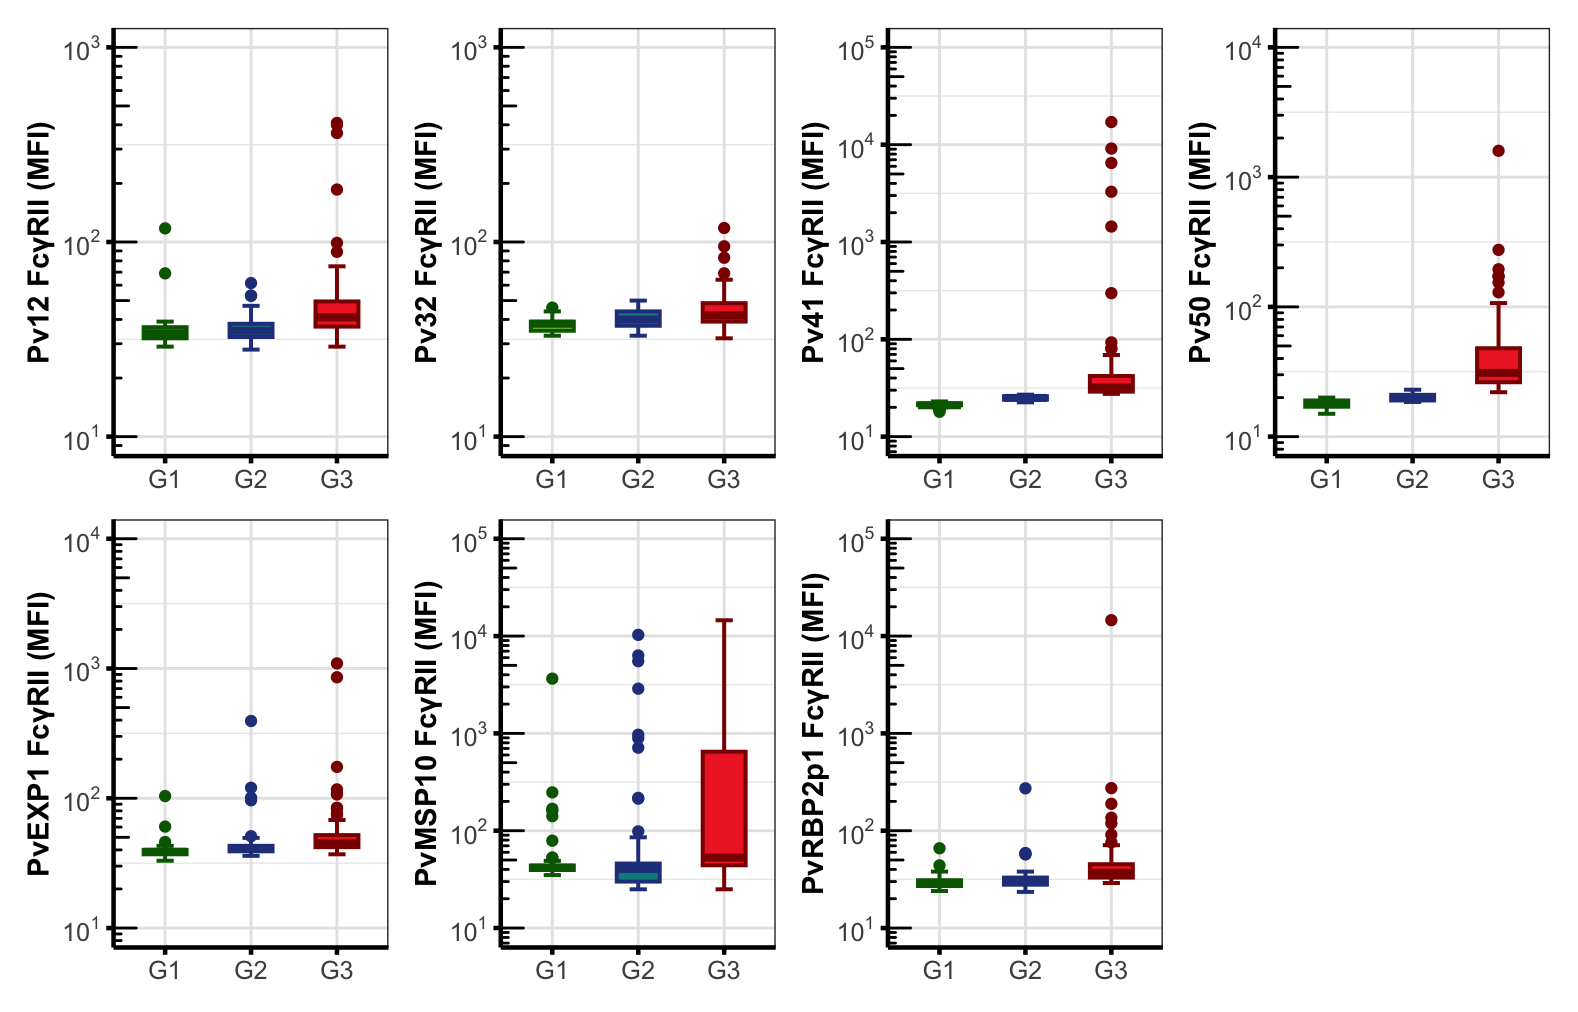 Pv12 FcγRII (MFI)
10³
10²
10¹
G1 G2 G3
Pv32 FcγRII (MFI)
10³
10²
10¹
G1 G2 G3
Pv41 FcγRII (MFI)
10⁵
10⁴
10³
10²
10¹
G1 G2 G3
Pv50 FcγRII (MFI)
10⁴
10³
10²
10¹
G1 G2 G3
PvEXP1 FcγRII (MFI)
10⁴
10³
10²
10¹
G1 G2 G3
PvMSP10 FcγRII (MFI)
10⁵
10⁴
10³
10²
10¹
G1 G2 G3
PvRBP2p1 FcγRII (MFI)
10⁵
10⁴
10³
10²
10¹
G1 G2 G3